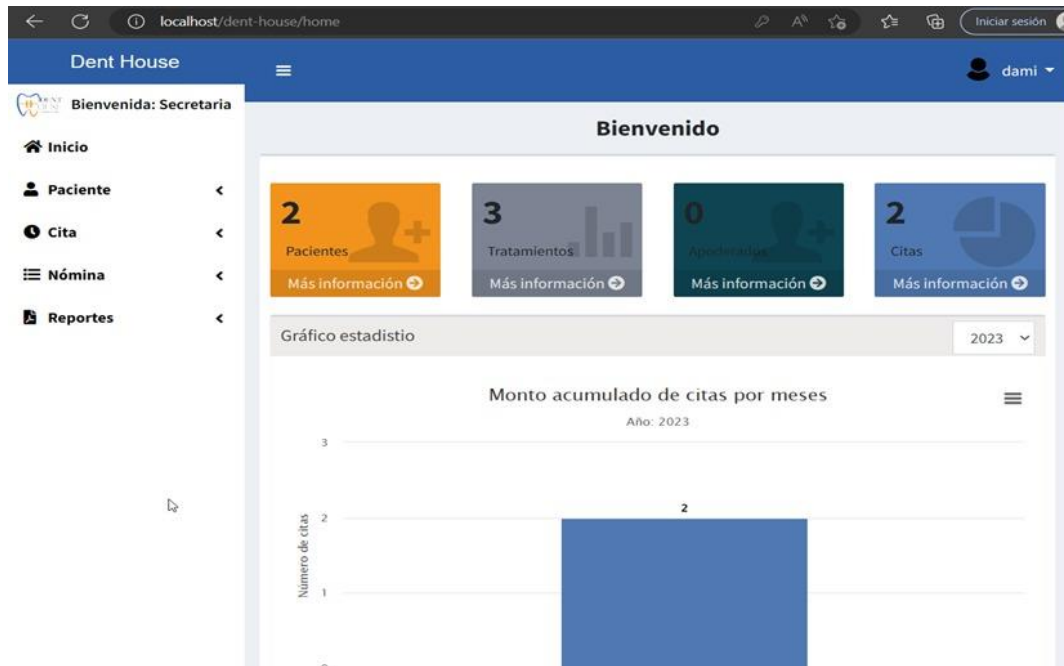 localhost/dent-house/home
Iniciar sesión
Dent House
dami
Bienvenida: Secretaria
Inicio
Paciente
Cita
Nómina
Reportes
Bienvenido
2
Pacientes
Más información
3
Tratamientos
Más información
0
Apoderados
Más información
2
Citas
Más información
Gráfico estadistio
2023
Monto acumulado de citas por meses
Año: 2023
Número de citas
3
2
1
2